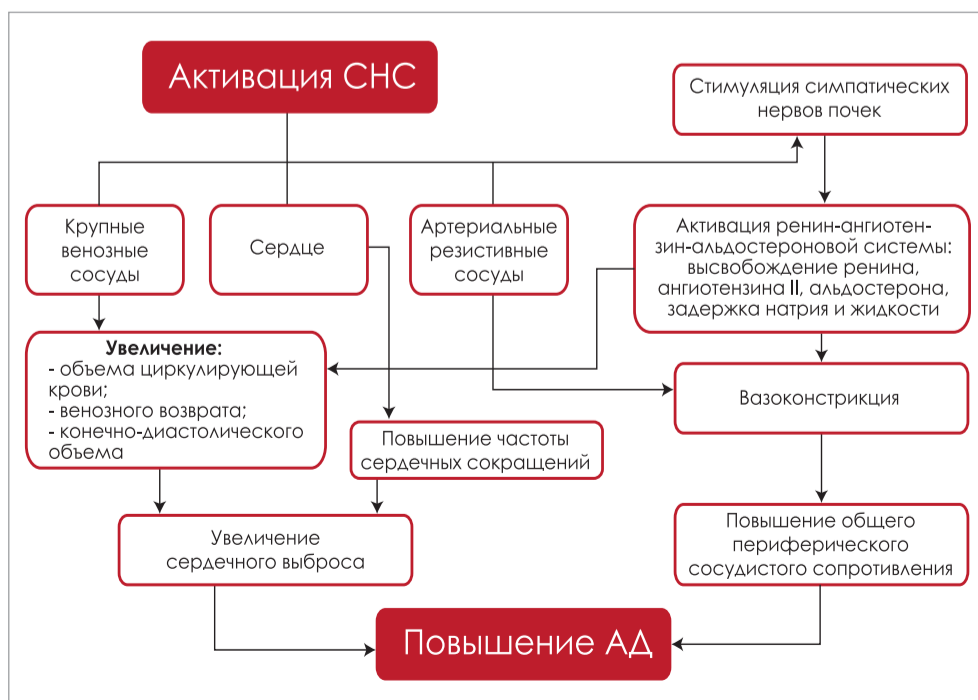 Активация СНС
Стимуляция симпатических
нервов почек
Крупные
венозные
сосуды
Сердце
Артериальные
резистивные
сосуды
Активация ренин-ангиотен-
зин-альдостероновой системы:
высвобождение ренина,
ангиотензина II, альдостерона,
задержка натрия и жидкости
Увеличение:
- объема циркулирующей
крови;
- венозного возврата;
- конечно-диастолического
объема
Вазоконстрикция
Повышение частоты
сердечных сокращений
Увеличение
сердечного выброса
Повышение общего
периферического
сосудистого сопротивления
Повышение АД